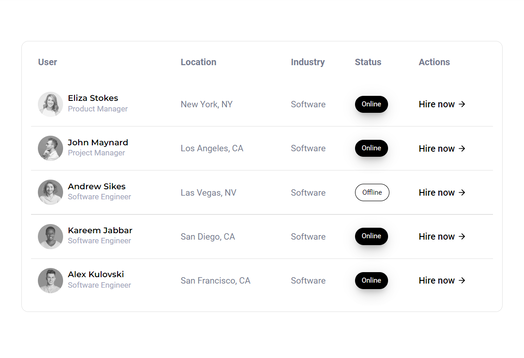 User Location Industry Status Actions
Eliza Stokes
Product Manager
New York, NY Software Online Hire now →
John Maynard
Project Manager
Los Angeles, CA Software Online Hire now →
Andrew Sikes
Software Engineer
Las Vegas, NV Software Offline Hire now →
Kareem Jabbar
Software Engineer
San Diego, CA Software Online Hire now →
Alex Kulovski
Software Engineer
San Francisco, CA Software Online Hire now →